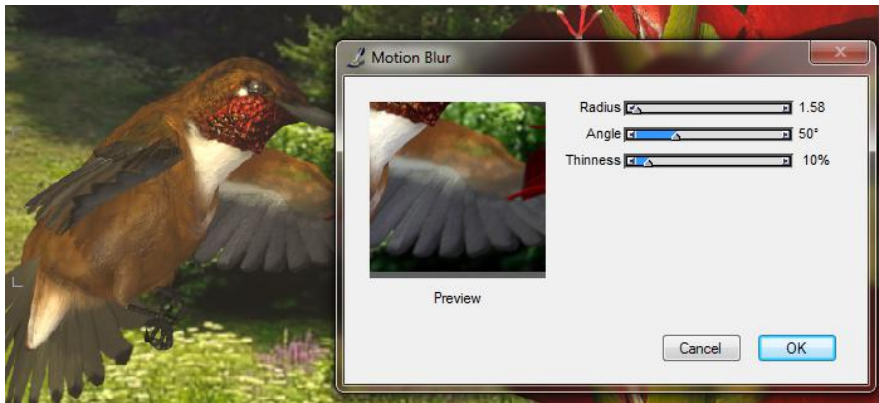 Motion Blur
Radius 1.58
Angle 50°
Thinness 10%
Preview
Cancel OK